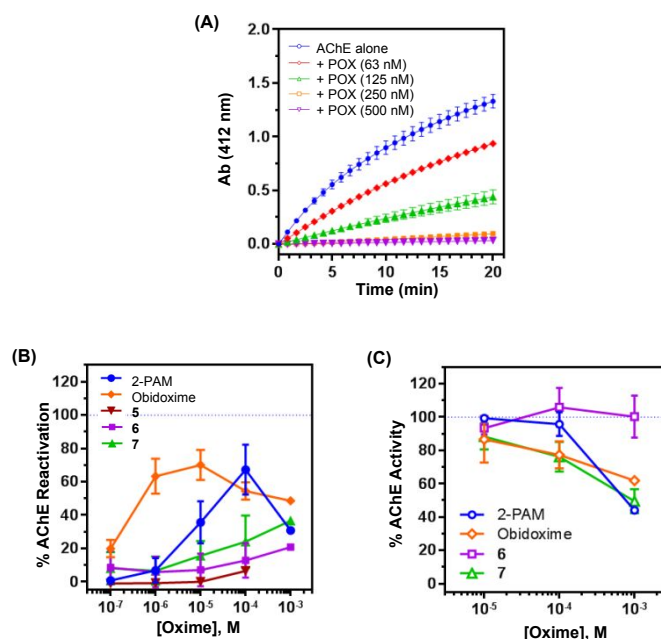 (A)
2.0
1.5
1.0
0.5
0.0
Ab (412 nm)
AChE alone
+ POX (63 nM)
+ POX (125 nM)
+ POX (250 nM)
+ POX (500 nM)
0 5 10 15 20
Time (min)
(B)
120
100
80
60
40
20
0
% AChE Reactivation
2-PAM
Obidoxime
5
6
7
10-7 10-6 10-5 10-4 10-3
[Oxime], M
(C)
120
100
80
60
40
20
0
% AChE Activity
2-PAM
Obidoxime
6
7
10-5 10-4 10-3
[Oxime], M